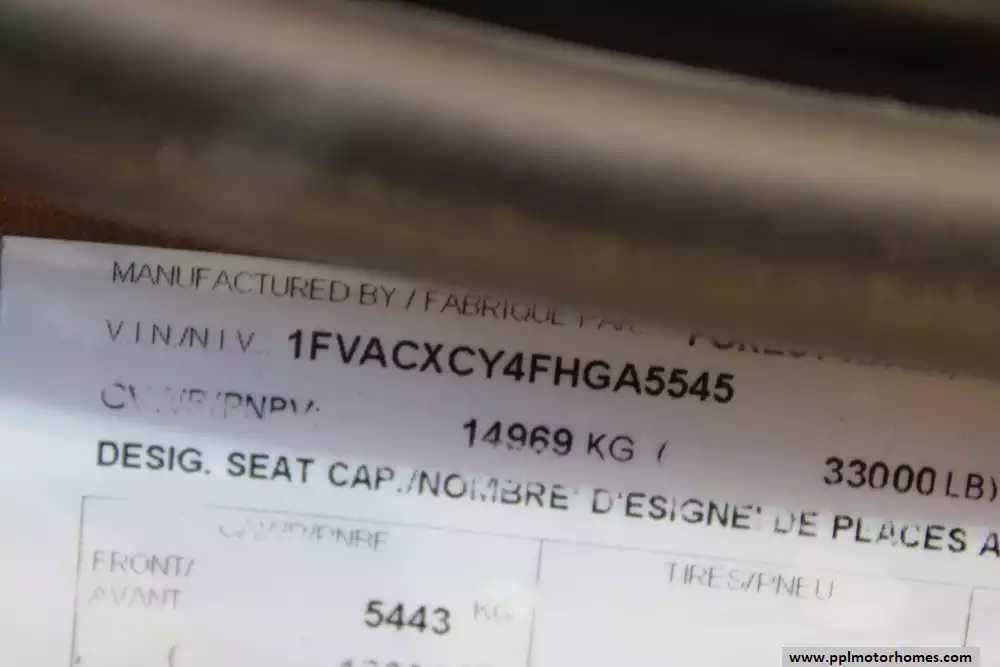 MANUFACTURED BY / FABRIQUE PAR:
V.I.N./N I V. 1FVACXCY4FHGA5545
14969 KG ( 33000 LB)
DESIG. SEAT CAP./NOMBRE' D'ESIGNE' DE PLACES A
TIRES/PNEU
FRONT/
AVANT
5443 KG
(
www.pplmotorhomes.com